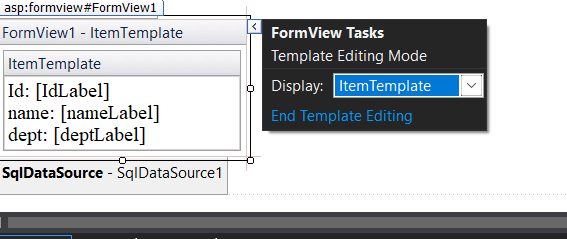 asp:formview#FormView1
FormView1 - ItemTemplate
ItemTemplate
Id: [IdLabel]
name: [nameLabel]
dept: [deptLabel]
SqlDataSource - SqlDataSource1
FormView Tasks
Template Editing Mode
Display: ItemTemplate
End Template Editing